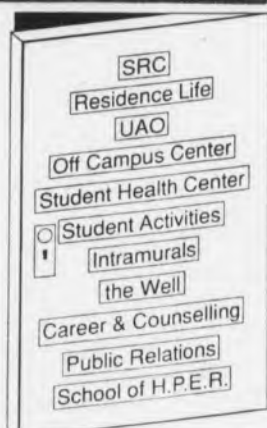 SRC
Residence Life
UAO
Off Campus Center
Student Health Center
Student Activities
Intramurals
the Well
Career & Counselling
Public Relations
School of H.P.E.R.